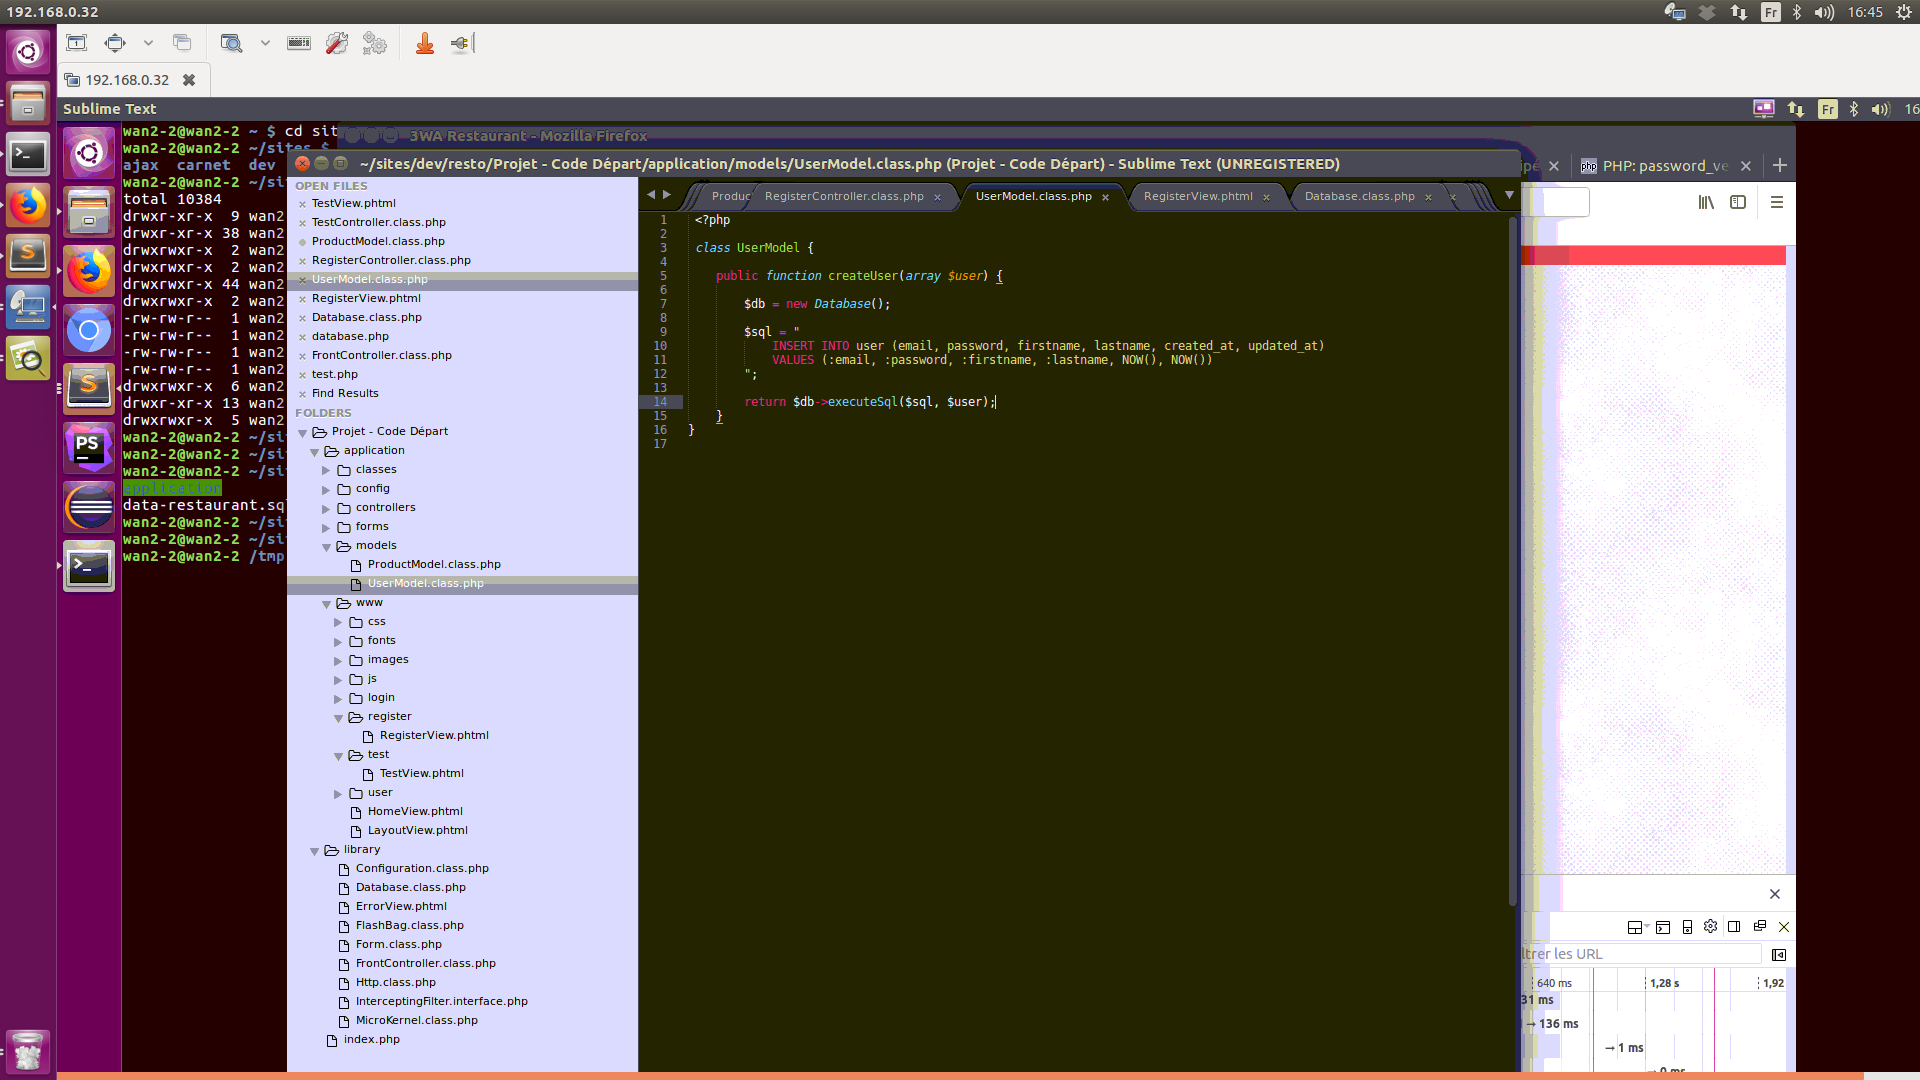 192.168.0.32
Fr
16:45
192.168.0.32
Sublime Text
Fr
16
wan2-2@wan2-2 ~ $ cd sit
wan2-2@wan2-2 ~/sites $
ajax carnet dev
wan2-2@wan2-2 ~/si
total 10384
drwxr-xr-x 9 wan2
drwxr-xr-x 38 wan2
drwxrwxr-x 2 wan2
drwxrwxr-x 2 wan2
drwxrwxr-x 44 wan2
drwxrwxr-x 2 wan2
-rw-rw-r-- 1 wan2
-rw-rw-r-- 1 wan2
-rw-rw-r-- 1 wan2
-rw-rw-r-- 1 wan2
drwxrwxr-x 6 wan2
drwxr-xr-x 13 wan2
drwxrwxr-x 5 wan2
wan2-2@wan2-2 ~/si
wan2-2@wan2-2 ~/si
wan2-2@wan2-2 ~/si
application
data-restaurant.sql
wan2-2@wan2-2 ~/si
wan2-2@wan2-2 ~/si
wan2-2@wan2-2 /tmp
3WA Restaurant - Mozilla Firefox
~/sites/dev/resto/Projet - Code Départ/application/models/UserModel.class.php (Projet - Code Départ) - Sublime Text (UNREGISTERED)
php PHP: password_ve
OPEN FILES
TestView.phtml
TestController.class.php
ProductModel.class.php
RegisterController.class.php
UserModel.class.php
RegisterView.phtml
Database.class.php
database.php
FrontController.class.php
test.php
Find Results
FOLDERS
Projet - Code Départ
application
classes
config
controllers
forms
models
ProductModel.class.php
UserModel.class.php
www
css
fonts
images
js
login
register
RegisterView.phtml
test
TestView.phtml
user
HomeView.phtml
LayoutView.phtml
library
Configuration.class.php
Database.class.php
ErrorView.phtml
FlashBag.class.php
Form.class.php
FrontController.class.php
Http.class.php
InterceptingFilter.interface.php
MicroKernel.class.php
index.php
Produc
RegisterController.class.php
UserModel.class.php
RegisterView.phtml
Database.class.php
1 <?php
2
3 class UserModel {
4
5 public function createUser(array $user) {
6
7 $db = new Database();
8
9 $sql = "
10 INSERT INTO user (email, password, firstname, lastname, created_at, updated_at)
11 VALUES (:email, :password, :firstname, :lastname, NOW(), NOW())
12 ";
13
14 return $db->executeSql($sql, $user);
15 }
16 }
17
PS
trer les URL
640 ms
1,28 s
1,92
31 ms
→ 136 ms
→ 1 ms
→ 0 ms